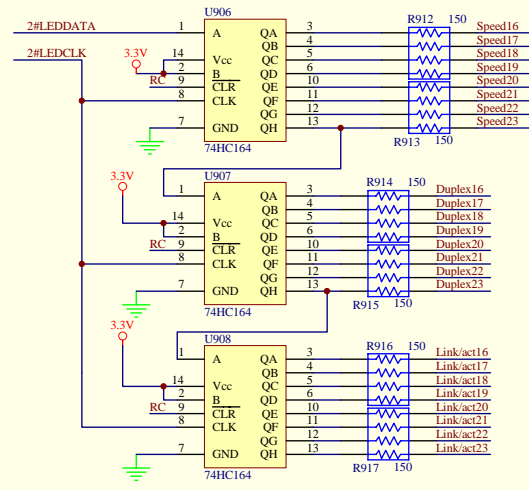 U906
R912 150
2#LEDDATA 1 A QA 3 Speed16
QB 4 Speed17
2#LEDCLK 3.3V 14 Vcc QC 5 Speed18
2 B QD 6 Speed19
RC 9 CLR QE 10 Speed20
8 CLK QF 11 Speed21
QG 12 Speed22
7 GND QH 13 Speed23
74HC164 R913 150
U907
3.3V R914 150
1 A QA 3 Duplex16
QB 4 Duplex17
14 Vcc QC 5 Duplex18
2 B QD 6 Duplex19
RC 9 CLR QE 10 Duplex20
8 CLK QF 11 Duplex21
QG 12 Duplex22
7 GND QH 13 Duplex23
74HC164 R915 150
3.3V
U908
R916 150
1 A QA 3 Link/act16
QB 4 Link/act17
14 Vcc QC 5 Link/act18
2 B QD 6 Link/act19
RC 9 CLR QE 10 Link/act20
8 CLK QF 11 Link/act21
QG 12 Link/act22
7 GND QH 13 Link/act23
74HC164 R917 150